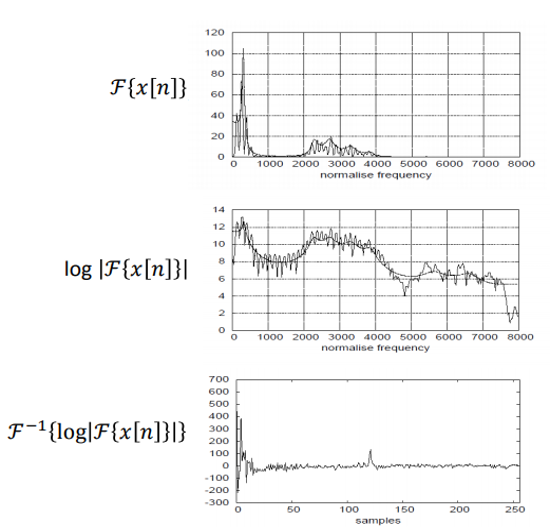 ℱ{x[n]}
120
100
80
60
40
20
0
0 1000 2000 3000 4000 5000 6000 7000 8000
normalise frequency
log |ℱ{x[n]}|
14
12
10
8
6
4
2
0
0 1000 2000 3000 4000 5000 6000 7000 8000
normalise frequency
ℱ⁻¹{log|ℱ{x[n]}|}
700
600
500
400
300
200
100
0
-100
-200
-300
0 50 100 150 200 250
samples